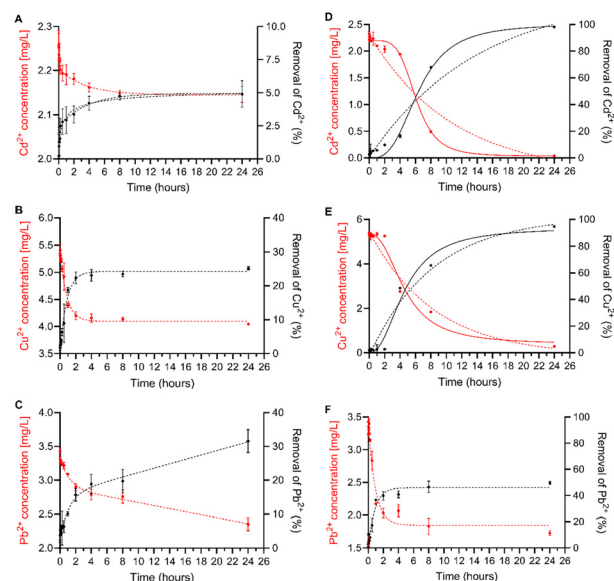 A
Cd2+ concentration [mg/L]
2.3
2.2
2.1
2.0
10.0
7.5
5.0
2.5
0.0
Removal of Cd2+ (%)
0 2 4 6 8 10 12 14 16 18 20 22 24 26
Time (hours)
D
Cd2+ concentration [mg/L]
2.5
2.0
1.5
1.0
0.5
0.0
100
80
60
40
20
0
Removal of Cd2+ (%)
0 2 4 6 8 10 12 14 16 18 20 22 24 26
Time (hours)
B
Cu2+ concentration [mg/L]
6.0
5.5
5.0
4.5
4.0
3.5
40
30
20
10
0
Removal of Cu2+ (%)
0 2 4 6 8 10 12 14 16 18 20 22 24 26
Time (hours)
E
Cu2+ concentration [mg/L]
6
4
2
0
100
80
60
40
20
0
Removal of Cu2+ (%)
0 2 4 6 8 10 12 14 16 18 20 22 24 26
Time (hours)
C
Pb2+ concentration [mg/L]
4.0
3.5
3.0
2.5
2.0
40
30
20
10
0
Removal of Pb2+ (%)
0 2 4 6 8 10 12 14 16 18 20 22 24 26
Time (hours)
F
Pb2+ concentration [mg/L]
3.5
3.0
2.5
2.0
1.5
100
80
60
40
20
0
Removal of Pb2+ (%)
0 2 4 6 8 10 12 14 16 18 20 22 24 26
Time (hours)